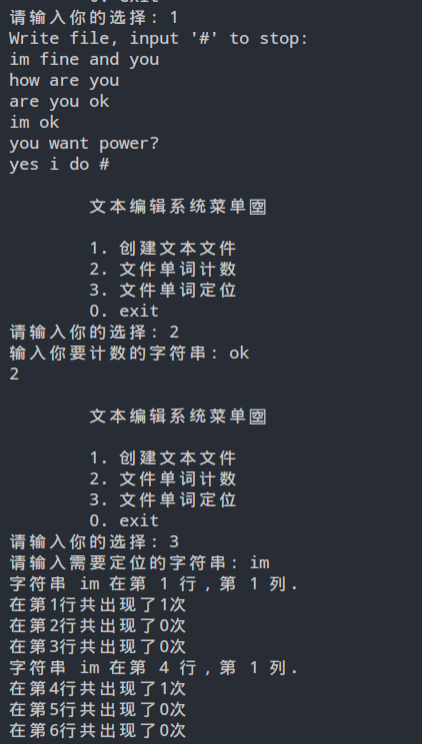 0. exit
请输入你的选择: 1
Write file, input '#' to stop:
im fine and you
how are you
are you ok
im ok
you want power?
yes i do #
文本编辑系统菜单
1. 创建文本文件
2. 文件单词计数
3. 文件单词定位
0. exit
请输入你的选择: 2
输入你要计数的字符串: ok
2
文本编辑系统菜单
1. 创建文本文件
2. 文件单词计数
3. 文件单词定位
0. exit
请输入你的选择: 3
请输入需要定位的字符串: im
字符串 im 在第 1 行,第 1 列.
在第1行共出现了1次
在第2行共出现了0次
在第3行共出现了0次
字符串 im 在第 4 行,第 1 列.
在第4行共出现了1次
在第5行共出现了0次
在第6行共出现了0次